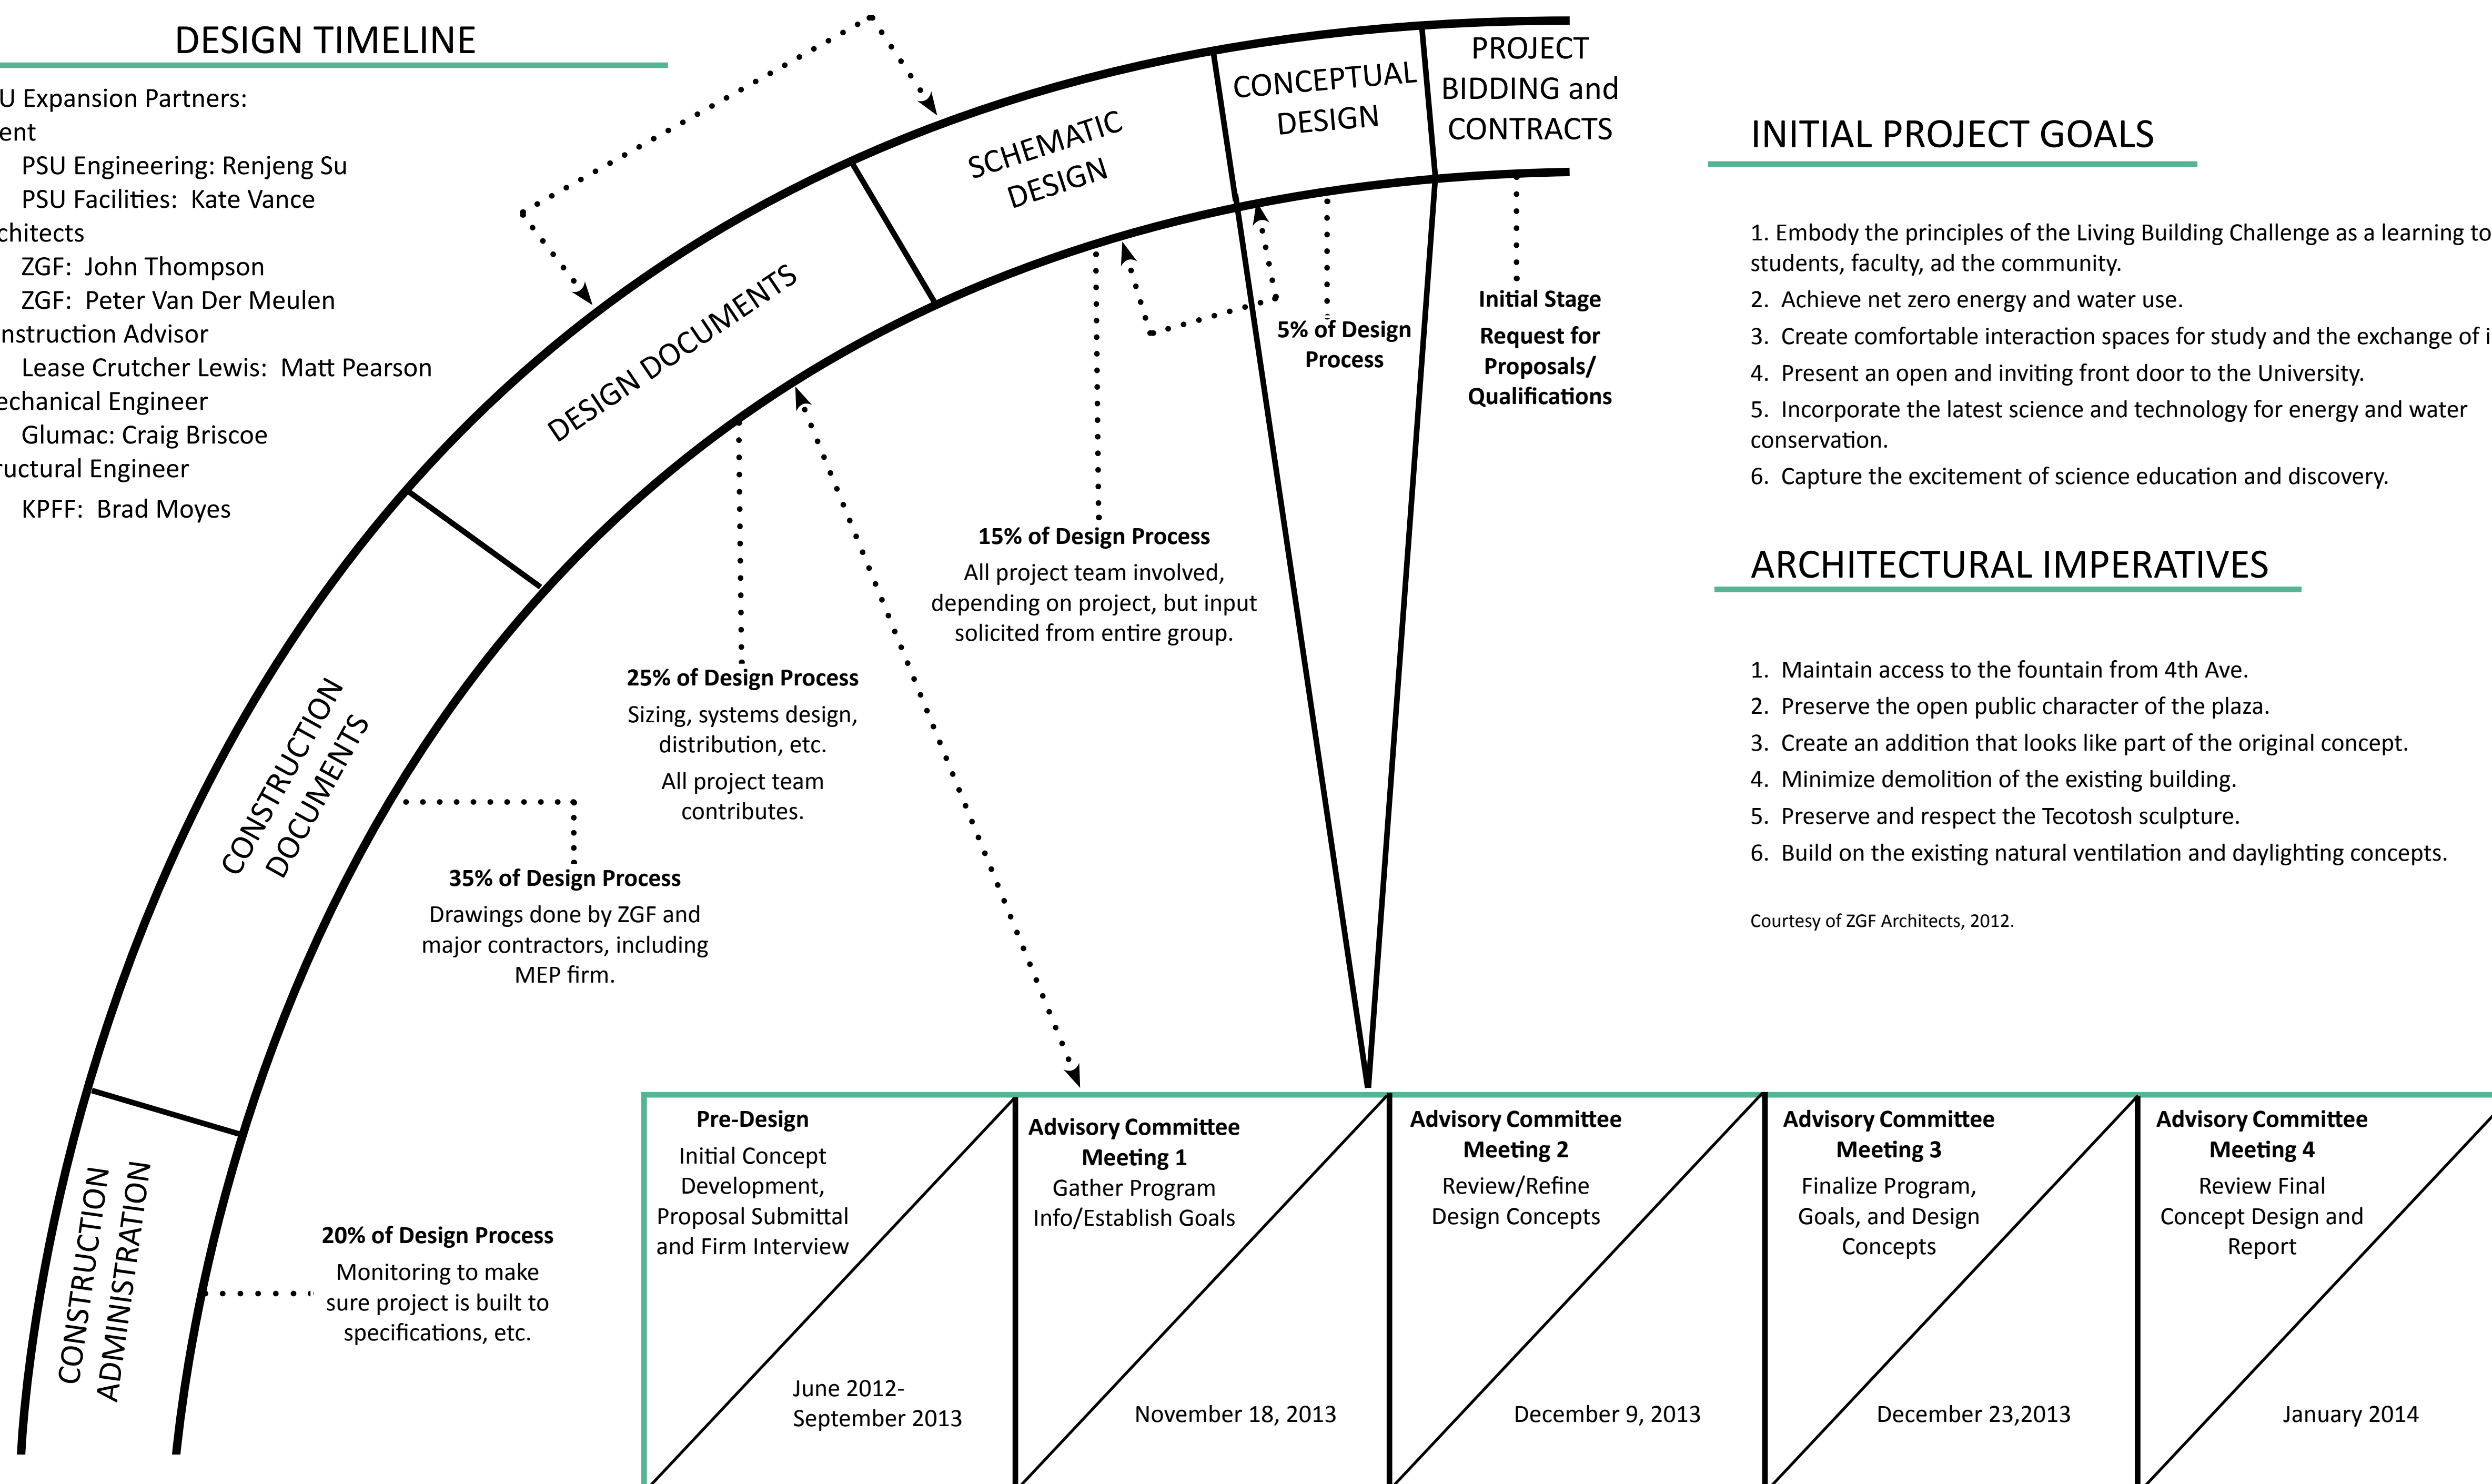 DESIGN TIMELINE
U Expansion Partners:
ent
PSU Engineering: Renjeng Su
PSU Facilities: Kate Vance
chitects
ZGF: John Thompson
ZGF: Peter Van Der Meulen
nstruction Advisor
Lease Crutcher Lewis: Matt Pearson
echanical Engineer
Glumac: Craig Briscoe
ructural Engineer
KPFF: Brad Moyes
PROJECT
BIDDING and
CONTRACTS
CONCEPTUAL
DESIGN
SCHEMATIC
DESIGN
DESIGN DOCUMENTS
CONSTRUCTION
DOCUMENTS
CONSTRUCTION
ADMINISTRATION
Initial Stage
Request for
Proposals/
Qualifications
5% of Design
Process
15% of Design Process
All project team involved,
depending on project, but input
solicited from entire group.
25% of Design Process
Sizing, systems design,
distribution, etc.
All project team
contributes.
35% of Design Process
Drawings done by ZGF and
major contractors, including
MEP firm.
20% of Design Process
Monitoring to make
sure project is built to
specifications, etc.
INITIAL PROJECT GOALS
1. Embody the principles of the Living Building Challenge as a learning to
students, faculty, ad the community.
2. Achieve net zero energy and water use.
3. Create comfortable interaction spaces for study and the exchange of i
4. Present an open and inviting front door to the University.
5. Incorporate the latest science and technology for energy and water
conservation.
6. Capture the excitement of science education and discovery.
ARCHITECTURAL IMPERATIVES
1. Maintain access to the fountain from 4th Ave.
2. Preserve the open public character of the plaza.
3. Create an addition that looks like part of the original concept.
4. Minimize demolition of the existing building.
5. Preserve and respect the Tecotosh sculpture.
6. Build on the existing natural ventilation and daylighting concepts.
Courtesy of ZGF Architects, 2012.
Pre-Design
Initial Concept
Development,
Proposal Submittal
and Firm Interview
June 2012-
September 2013
Advisory Committee
Meeting 1
Gather Program
Info/Establish Goals
November 18, 2013
Advisory Committee
Meeting 2
Review/Refine
Design Concepts
December 9, 2013
Advisory Committee
Meeting 3
Finalize Program,
Goals, and Design
Concepts
December 23,2013
Advisory Committee
Meeting 4
Review Final
Concept Design and
Report
January 2014